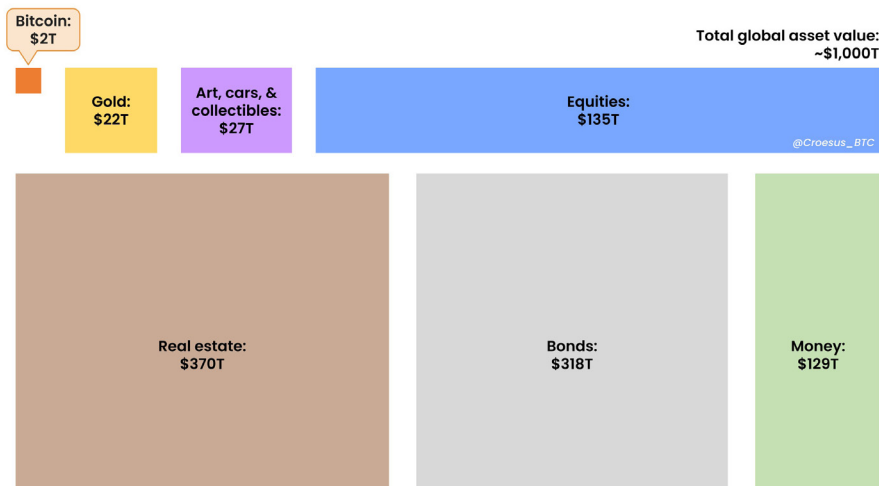 Bitcoin:
$2T
Total global asset value:
~$1,000T
Gold:
$22T
Art, cars, &
collectibles:
$27T
Equities:
$135T
@Croesus_BTC
Real estate:
$370T
Bonds:
$318T
Money:
$129T